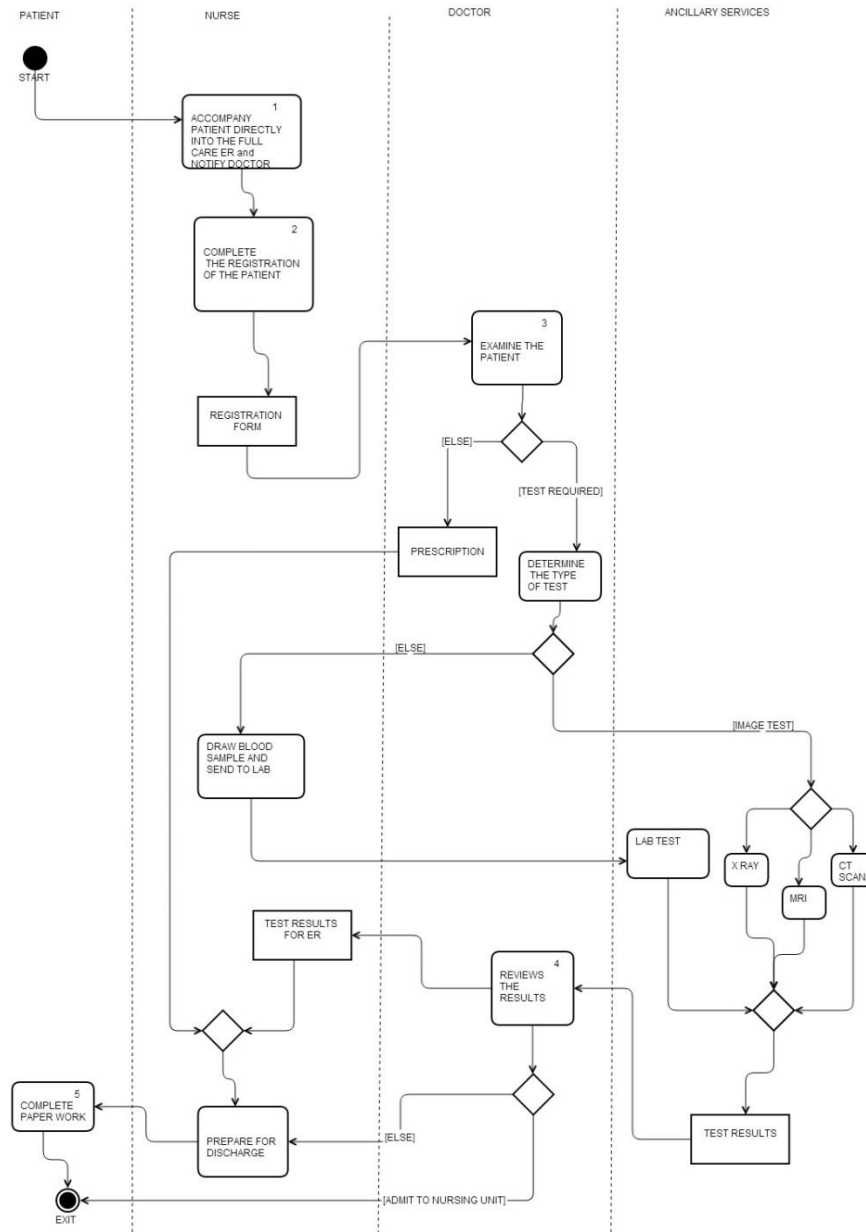 PATIENT
NURSE
DOCTOR
ANCILLARY SERVICES
START
1
ACCOMPANY
PATIENT DIRECTLY
INTO THE FULL
CARE ER and
NOTIFY DOCTOR
2
COMPLETE
THE REGISTRATION
OF THE PATIENT
3
EXAMINE THE
PATIENT
REGISTRATION
FORM
[ELSE]
[TEST REQUIRED]
PRESCRIPTION
DETERMINE
THE TYPE
OF TEST
[ELSE]
[IMAGE TEST]
DRAW BLOOD
SAMPLE AND
SEND TO LAB
LAB TEST
X RAY
MRI
CT
SCAN
TEST RESULTS
FOR ER
4
REVIEWS
THE
RESULTS
5
COMPLETE
PAPER WORK
PREPARE FOR
DISCHARGE
[ELSE]
TEST RESULTS
[ADMIT TO NURSING UNIT]
EXIT